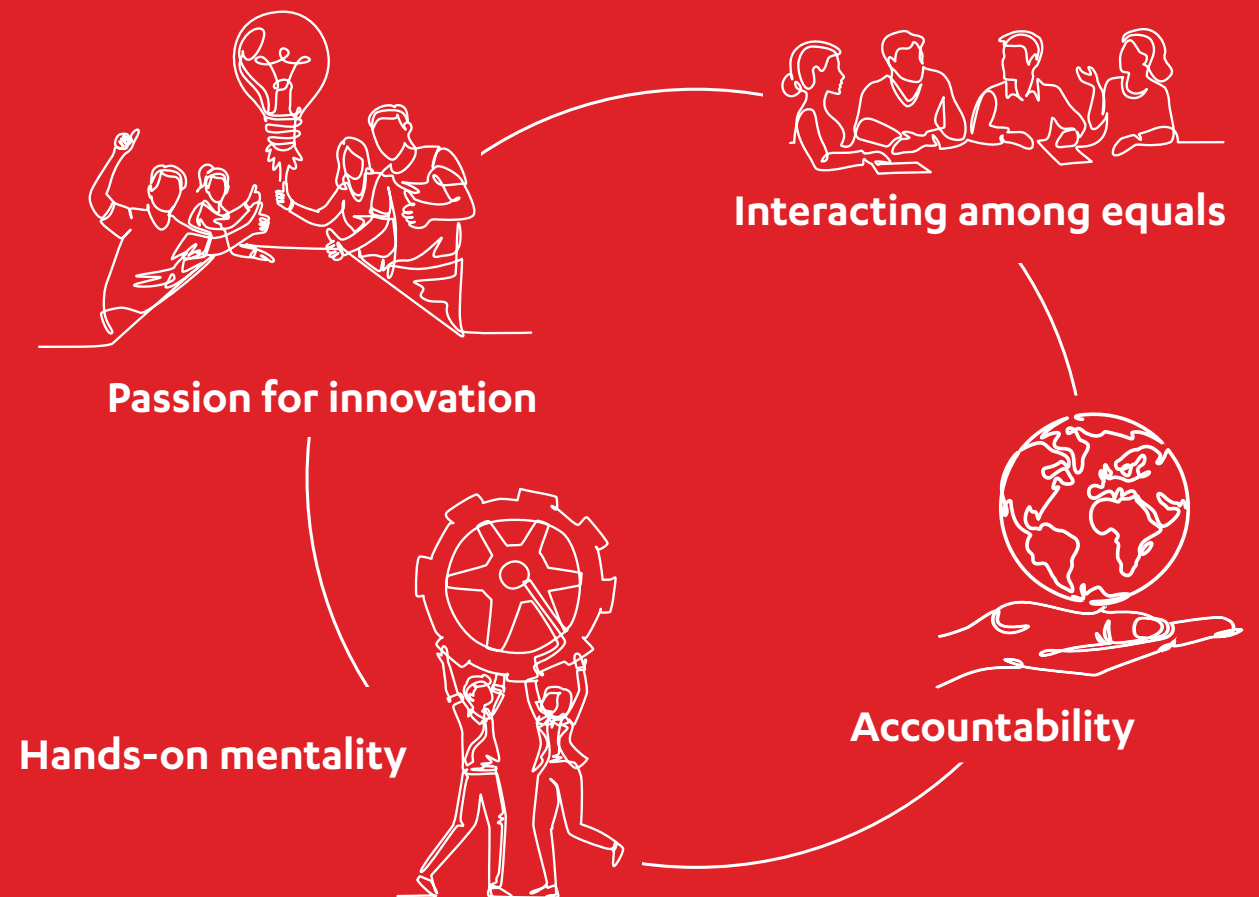 Interacting among equals
Passion for innovation
Accountability
Hands-on mentality